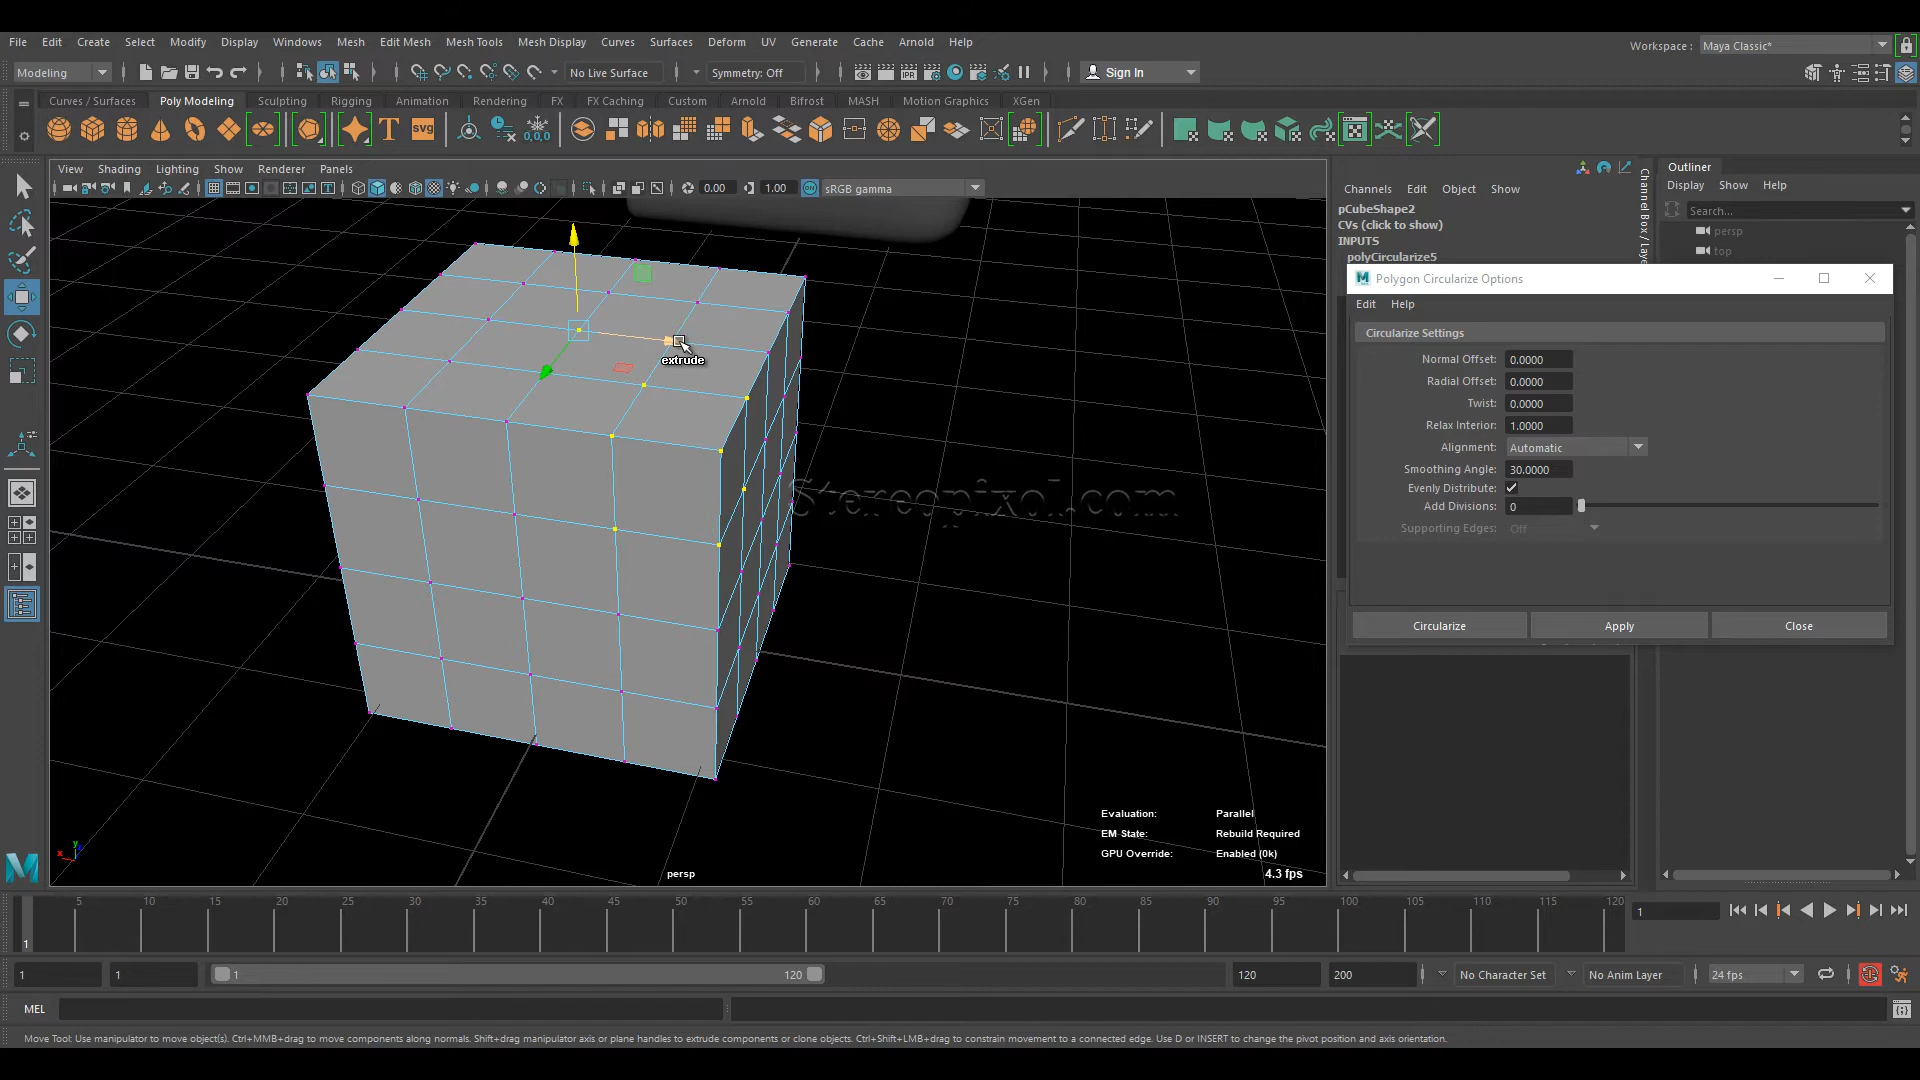 File Edit Create Select Modify Display Windows Mesh Edit Mesh Mesh Tools Mesh Display Curves Surfaces Deform UV Generate Cache Arnold Help
Workspace : Maya Classic*
Modeling No Live Surface Symmetry: Off Sign In
Curves / Surfaces Poly Modeling Sculpting Rigging Animation Rendering FX FX Caching Custom Arnold Bifrost MASH Motion Graphics XGen
IPR
T svg 0,0,0
View Shading Lighting Show Renderer Panels
0.00 1.00 ON sRGB gamma
Channels Edit Object Show
pCubeShape2
CVs (click to show)
INPUTS
polyCircularize5
Channel Box / Laye
Outliner
Display Show Help
Search...
persp
top
Polygon Circularize Options
Edit Help
Circularize Settings
Normal Offset: 0.0000
Radial Offset: 0.0000
Twist: 0.0000
Relax Interior: 1.0000
Alignment: Automatic
Smoothing Angle: 30.0000
Evenly Distribute:
Add Divisions: 0
Supporting Edges: Off
Circularize Apply Close
extrude
Stereopixol.com
Evaluation: Parallel
EM State: Rebuild Required
GPU Override: Enabled (0k)
4.3 fps
persp
y
x
5 10 15 20 25 30 35 40 45 50 55 60 65 70 75 80 85 90 95 100 105 110 115 120
1
1
1 1 1 120 120 200 No Character Set No Anim Layer 24 fps
MEL
Move Tool: Use manipulator to move object(s). Ctrl+MMB+drag to move components along normals. Shift+drag manipulator axis or plane handles to extrude components or clone objects. Ctrl+Shift+LMB+drag to constrain movement to a connected edge. Use D or INSERT to change the pivot position and axis orientation.